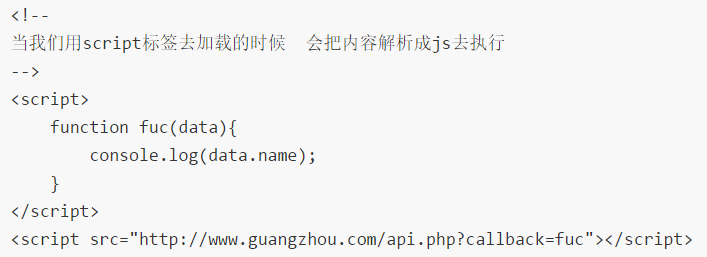 <!--
当我们用script标签去加载的时候  会把内容解析成js去执行
-->
<script>
    function fuc(data){
        console.log(data.name);
    }
</script>
<script src="http://www.guangzhou.com/api.php?callback=fuc"></script>